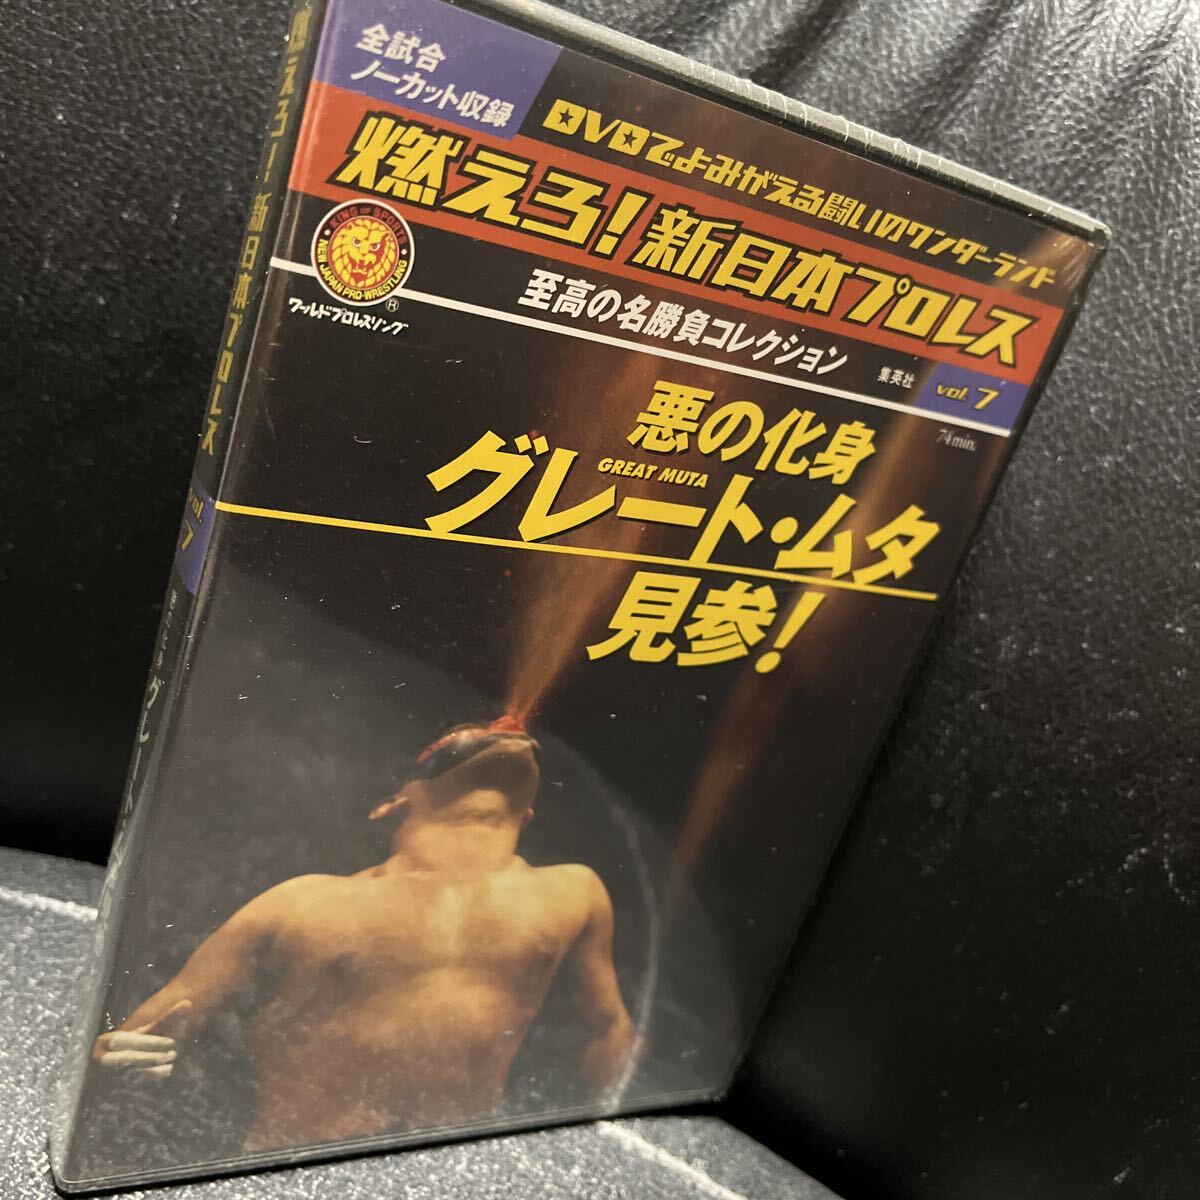 全試合
ノーカット収録
DVDでよみがえる闘いのワンダーランド
燃えろ!新日本プロレス
KING OF SPORTS
NEW JAPAN PRO-WRESTLING
®
ワールドプロレスリング
至高の名勝負コレクション
集英社
vol. 7
74min.
悪の化身
GREAT MUTA
グレート・ムタ
見参!
燃えろ!新日本プロレス
vol. 7